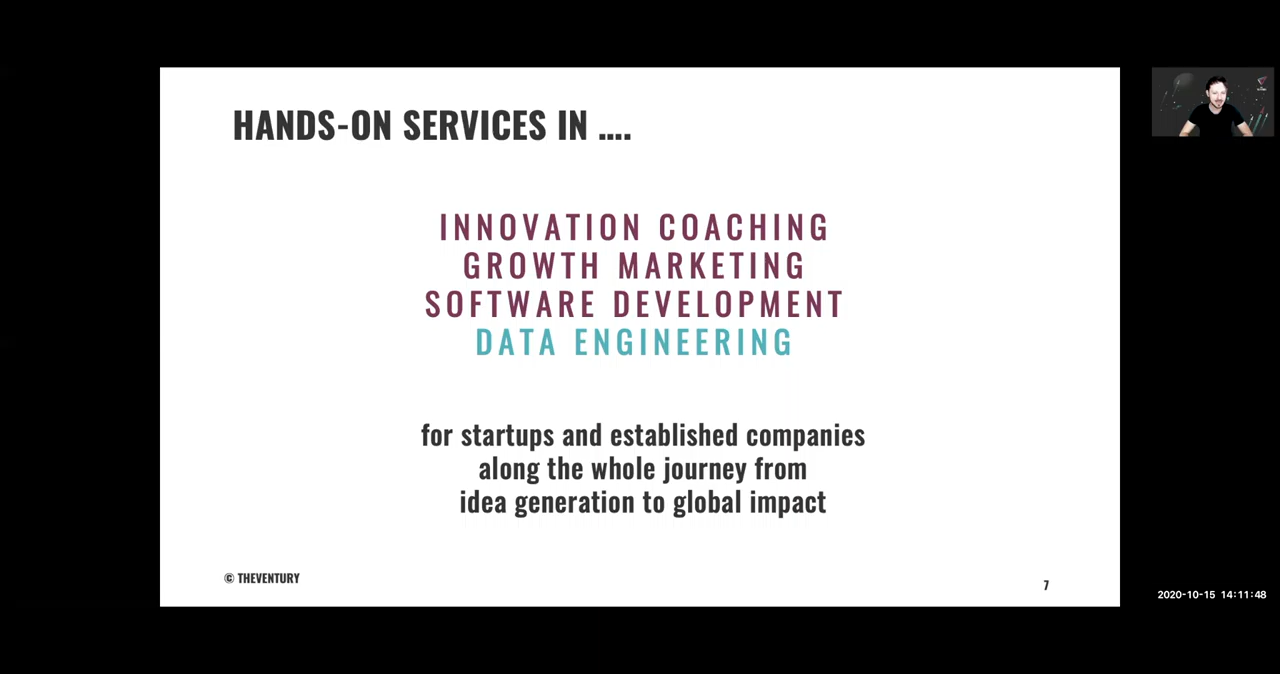 HANDS-ON SERVICES IN ....
INNOVATION COACHING
GROWTH MARKETING
SOFTWARE DEVELOPMENT
DATA ENGINEERING
for startups and established companies
along the whole journey from
idea generation to global impact
© THEVENTURY
7
2020-10-15 14:11:48